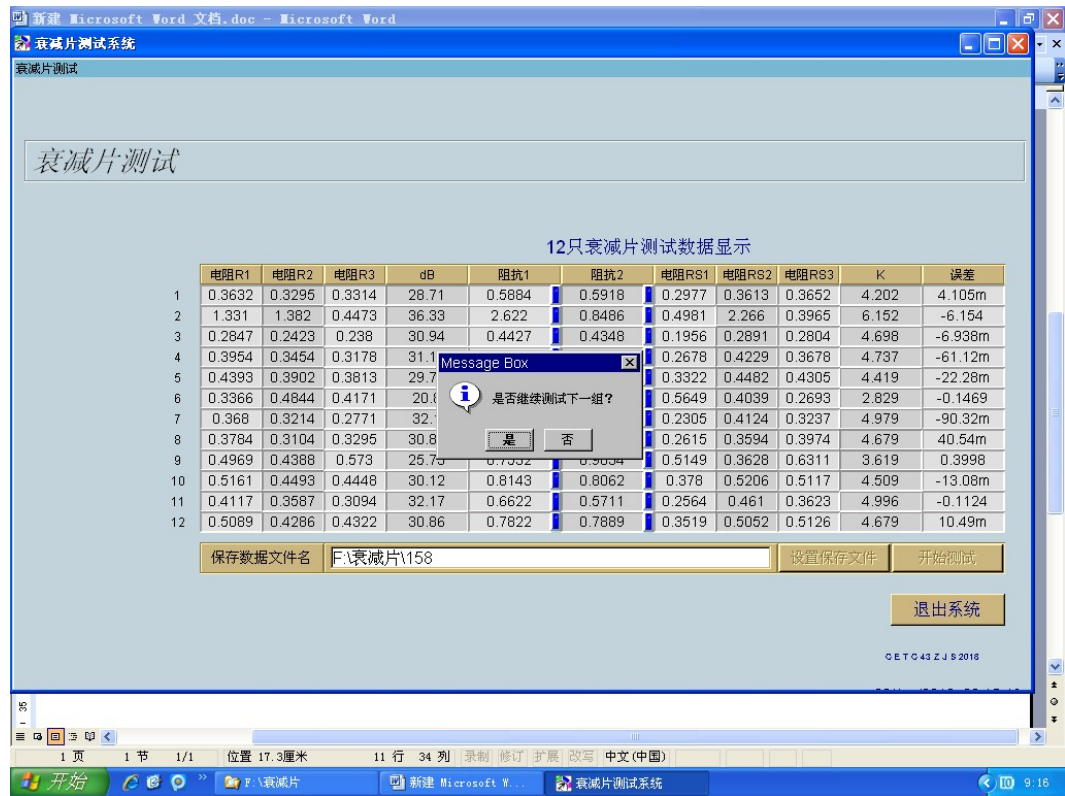 新建 Microsoft Word 文档.doc - Microsoft Word
衰减片测试系统
衰减片测试
衰减片测试
12只衰减片测试数据显示
电阻R1 电阻R2 电阻R3 dB 阻抗1 阻抗2 电阻RS1 电阻RS2 电阻RS3 K 误差
1 0.3632 0.3295 0.3314 28.71 0.5884 0.5918 0.2977 0.3613 0.3652 4.202 4.105m
2 1.331 1.382 0.4473 36.33 2.622 0.8486 0.4981 2.266 0.3965 6.152 -6.154
3 0.2847 0.2423 0.238 30.94 0.4427 0.4348 0.1956 0.2891 0.2804 4.698 -6.938m
4 0.3954 0.3454 0.3178 31.1 0.2678 0.4229 0.3678 4.737 -61.12m
Message Box
5 0.4393 0.3902 0.3813 29.7 0.3322 0.4482 0.4305 4.419 -22.28m
是否继续测试下一组?
6 0.3366 0.4844 0.4171 20. 0.5649 0.4039 0.2693 2.829 -0.1469
7 0.368 0.3214 0.2771 32. 0.2305 0.4124 0.3237 4.979 -90.32m
8 0.3784 0.3104 0.3295 30.8 0.2615 0.3594 0.3974 4.679 40.54m
是 否
9 0.4969 0.4388 0.573 25.75 0.5149 0.3628 0.6311 3.619 0.3998
10 0.5161 0.4493 0.4448 30.12 0.8143 0.8062 0.378 0.5206 0.5117 4.509 -13.08m
11 0.4117 0.3587 0.3094 32.17 0.6622 0.5711 0.2564 0.461 0.3623 4.996 -0.1124
12 0.5089 0.4286 0.4322 30.86 0.7822 0.7889 0.3519 0.5052 0.5126 4.679 10.49m
保存数据文件名 F:\衰减片\158 设置保存文件 开始测试
退出系统
CETC43ZJS2016
35
1 页 1 节 1/1 位置 17.3厘米 11 行 34 列 录制 修订 扩展 改写 中文(中国)
开始 F:\衰减片 新建 Microsoft W... 衰减片测试系统 9:16